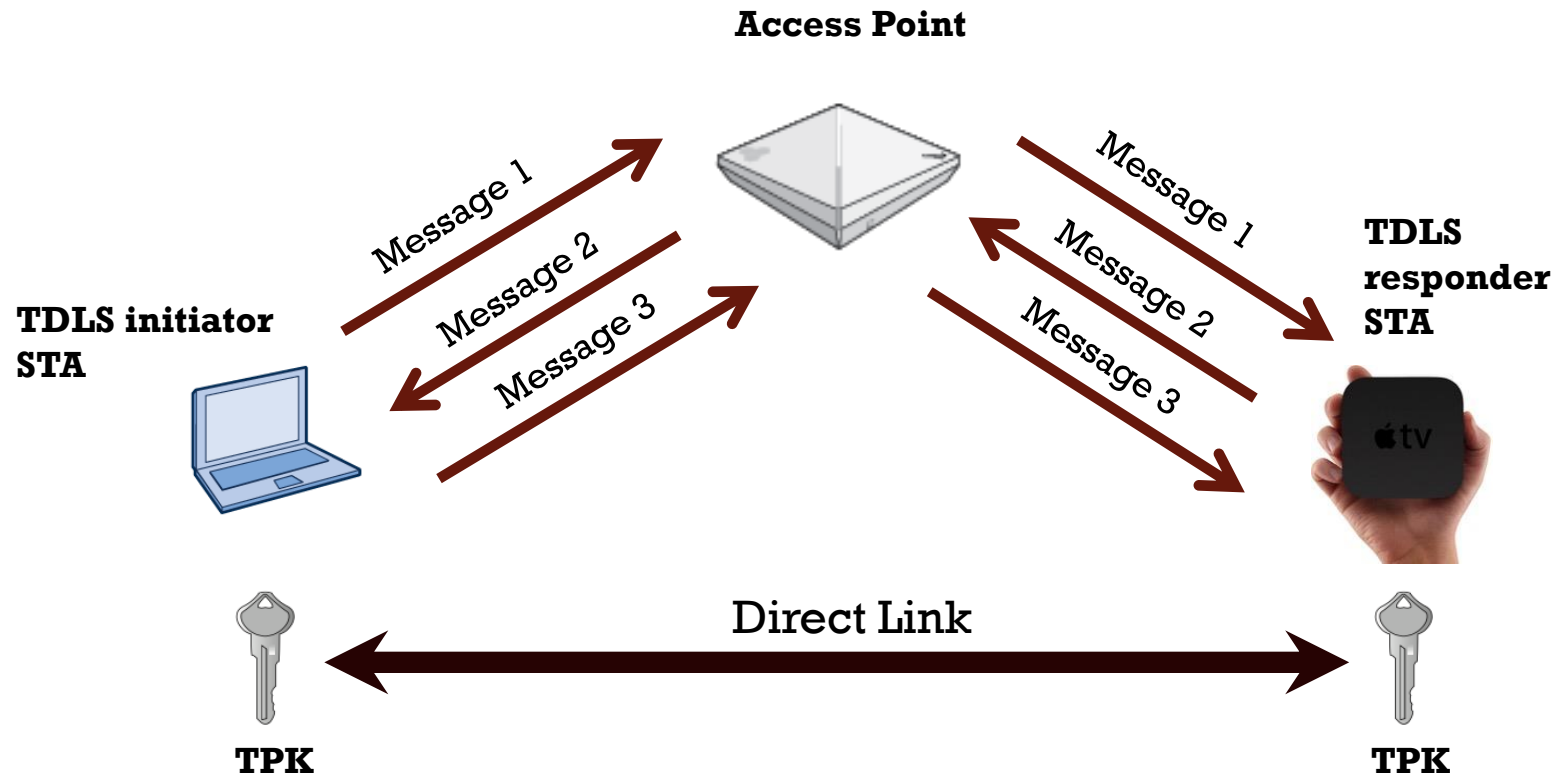 Access Point
Message 1
Message 2
Message 3
Message 1
Message 2
Message 3
TDLS initiator
STA
TDLS
responder
STA
tv
Direct Link
TPK
TPK